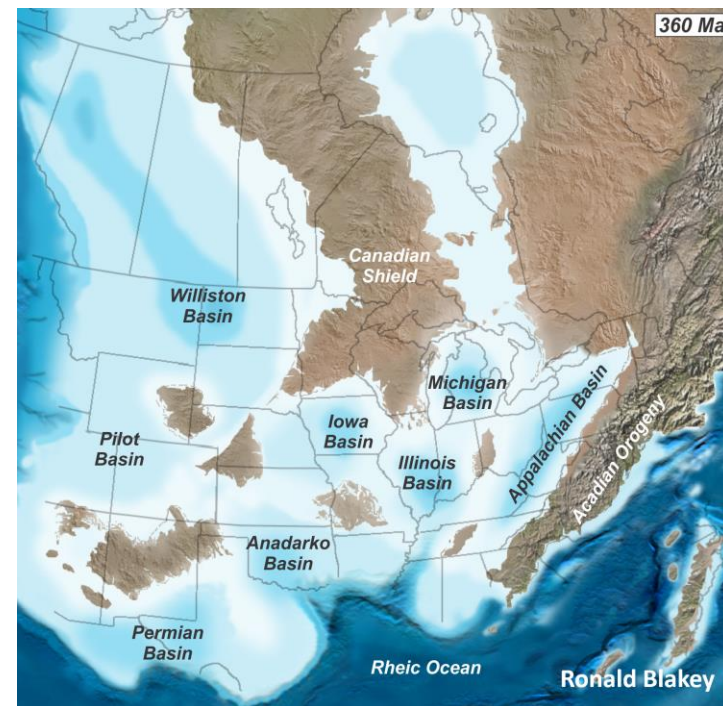 360 Ma
Canadian
Shield
Williston
Basin
Michigan
Basin
Appalachian Basin
Acadian Orogeny
Iowa
Basin
Pilot
Basin
Illinois
Basin
Anadarko
Basin
Permian
Basin
Rheic Ocean
Ronald Blakey